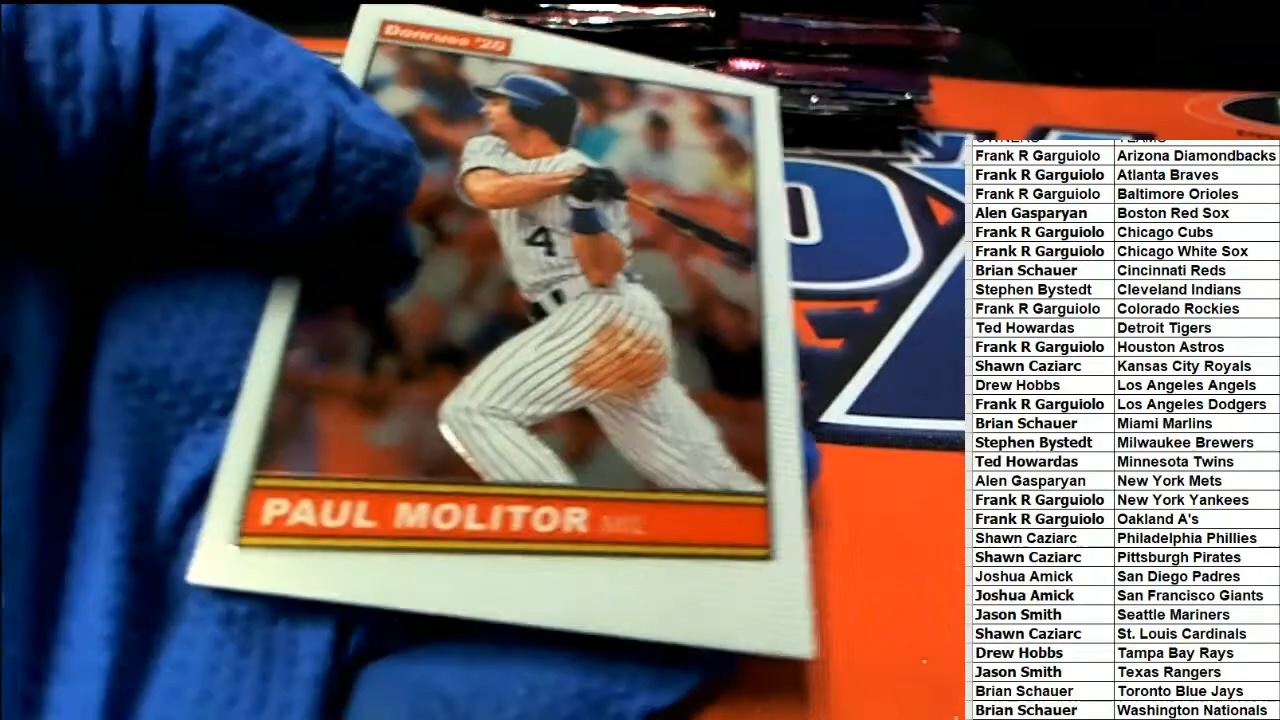 Donruss '25
4
PAUL MOLITOR MIL
Frank R Garguiolo Arizona Diamondbacks
Frank R Garguiolo Atlanta Braves
Frank R Garguiolo Baltimore Orioles
Alen Gasparyan Boston Red Sox
Frank R Garguiolo Chicago Cubs
Frank R Garguiolo Chicago White Sox
Brian Schauer Cincinnati Reds
Stephen Bystedt Cleveland Indians
Frank R Garguiolo Colorado Rockies
Ted Howardas Detroit Tigers
Frank R Garguiolo Houston Astros
Shawn Caziarc Kansas City Royals
Drew Hobbs Los Angeles Angels
Frank R Garguiolo Los Angeles Dodgers
Brian Schauer Miami Marlins
Stephen Bystedt Milwaukee Brewers
Ted Howardas Minnesota Twins
Alen Gasparyan New York Mets
Frank R Garguiolo New York Yankees
Frank R Garguiolo Oakland A's
Shawn Caziarc Philadelphia Phillies
Shawn Caziarc Pittsburgh Pirates
Joshua Amick San Diego Padres
Joshua Amick San Francisco Giants
Jason Smith Seattle Mariners
Shawn Caziarc St. Louis Cardinals
Drew Hobbs Tampa Bay Rays
Jason Smith Texas Rangers
Brian Schauer Toronto Blue Jays
Brian Schauer Washington Nationals